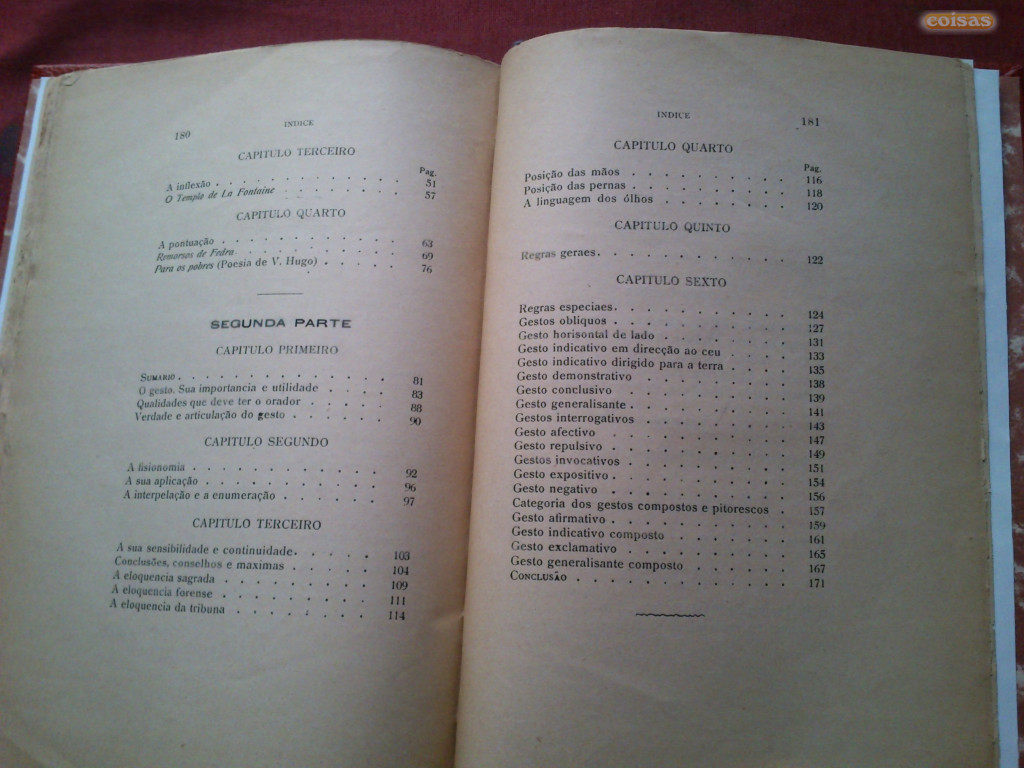 coisas
180
INDICE
CAPITULO TERCEIRO
Pag.
A inflexão . . . . . . . . . . . . 51
O Templo de La Fontaine . . . . . . . 57
CAPITULO QUARTO
A pontuação . . . . . . . . . . . 63
Remorsos de Fedra . . . . . . . . . 69
Para os pobres (Poesia de V. Hugo) . . . . . 76
SEGUNDA PARTE
CAPITULO PRIMEIRO
SUMARIO . . . . . . . . . . . . 81
O gesto. Sua importancia e utilidade . . . . 83
Qualidades que deve ter o orador . . . . . 88
Verdade e articulação do gesto . . . . . . 90
CAPITULO SEGUNDO
A fisionomia . . . . . . . . . . . 92
A sua aplicação . . . . . . . . . . 96
A interpelação e a enumeração . . . . . . 97
CAPITULO TERCEIRO
A sua sensibilidade e continuidade . . . . . 103
Conclusões, conselhos e maximas . . . . . 104
A eloquencia sagrada . . . . . . . . 109
A eloquencia forense . . . . . . . . 111
A eloquencia da tribuna . . . . . . . 114
INDICE
181
CAPITULO QUARTO
Pag.
Posição das mãos . . . . . . . . . 116
Posição das pernas . . . . . . . . . 118
A linguagem dos ólhos . . . . . . . . 120
CAPITULO QUINTO
Regras geraes . . . . . . . . . . 122
CAPITULO SEXTO
Regras especiaes . . . . . . . . . 124
Gestos obliquos . . . . . . . . . . 127
Gesto horisontal de lado . . . . . . . 131
Gesto indicativo em direcção ao ceu . . . . 133
Gesto indicativo dirigido para a terra . . . . 135
Gesto demonstrativo . . . . . . . . 138
Gesto conclusivo . . . . . . . . . 139
Gesto generalisante . . . . . . . . . 141
Gestos interrogativos . . . . . . . . 143
Gesto afectivo . . . . . . . . . . 147
Gesto repulsivo . . . . . . . . . . 149
Gestos invocativos . . . . . . . . . 151
Gesto expositivo . . . . . . . . . . 154
Gesto negativo . . . . . . . . . . 156
Categoria dos gestos compostos e pitorescos . 157
Gesto afirmativo . . . . . . . . . . 159
Gesto indicativo composto . . . . . . . 161
Gesto exclamativo . . . . . . . . . 165
Gesto generalisante composto . . . . . . 167
CONCLUSÃO . . . . . . . . . . . 171